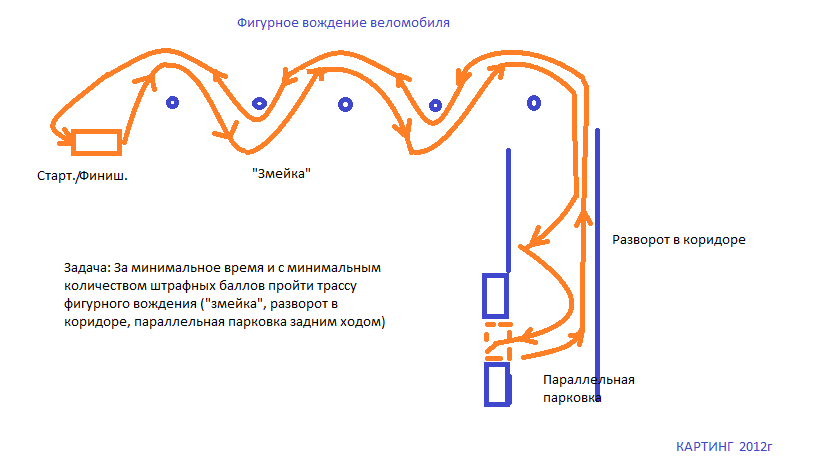 Фигурное вождение веломобиля
Старт./Финиш.
"Змейка"
Разворот в коридоре
Задача: За минимальное время и с минимальным
количеством штрафных баллов пройти трассу
фигурного вождения ("змейка", разворот в
коридоре, параллельная парковка задним ходом)
Параллельная
парковка
КАРТИНГ 2012г